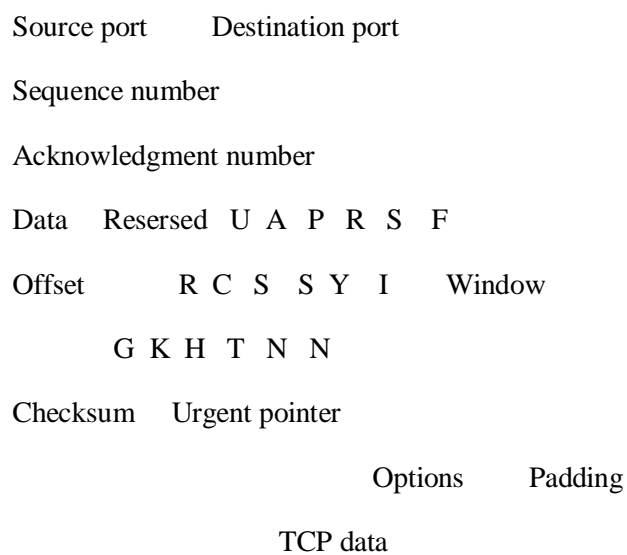 Source port Destination port
Sequence number
Acknowledgment number
Data Resersed U A P R S F
Offset R C S S Y I Window
G K H T N N
Checksum Urgent pointer
Options Padding
TCP data